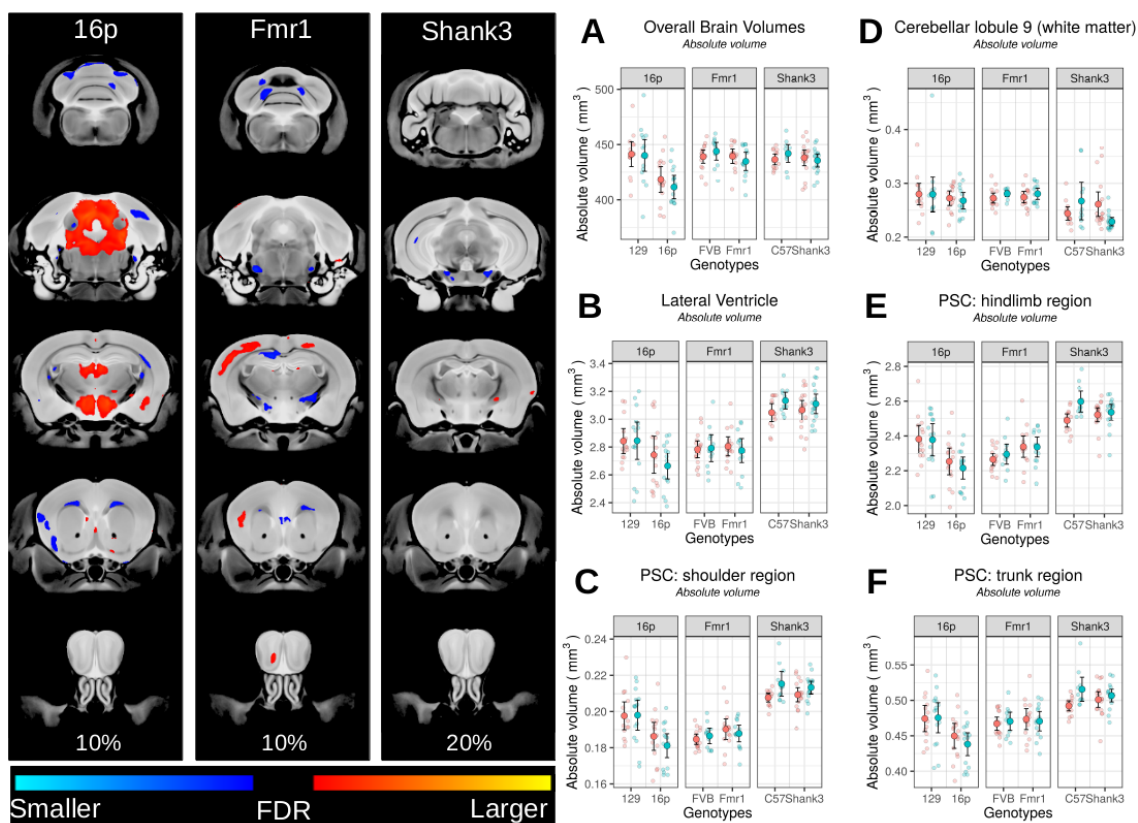 16p Fmr1 Shank3
10% 10% 20%
Smaller FDR Larger
A Overall Brain Volumes
Absolute volume
16p Fmr1 Shank3
Absolute volume ( mm³ )
500
450
400
129 16p FVB Fmr1 C57Shank3
Genotypes
B Lateral Ventricle
Absolute volume
16p Fmr1 Shank3
Absolute volume ( mm³ )
3.4
3.2
3.0
2.8
2.6
2.4
129 16p FVB Fmr1 C57Shank3
Genotypes
C PSC: shoulder region
Absolute volume
16p Fmr1 Shank3
Absolute volume ( mm³ )
0.24
0.22
0.20
0.18
0.16
129 16p FVB Fmr1 C57Shank3
Genotypes
D Cerebellar lobule 9 (white matter)
Absolute volume
16p Fmr1 Shank3
Absolute volume ( mm³ )
0.4
0.3
0.2
129 16p FVB Fmr1 C57Shank3
Genotypes
E PSC: hindlimb region
Absolute volume
16p Fmr1 Shank3
Absolute volume ( mm³ )
2.8
2.6
2.4
2.2
2.0
129 16p FVB Fmr1 C57Shank3
Genotypes
F PSC: trunk region
Absolute volume
16p Fmr1 Shank3
Absolute volume ( mm³ )
0.55
0.50
0.45
0.40
129 16p FVB Fmr1 C57Shank3
Genotypes